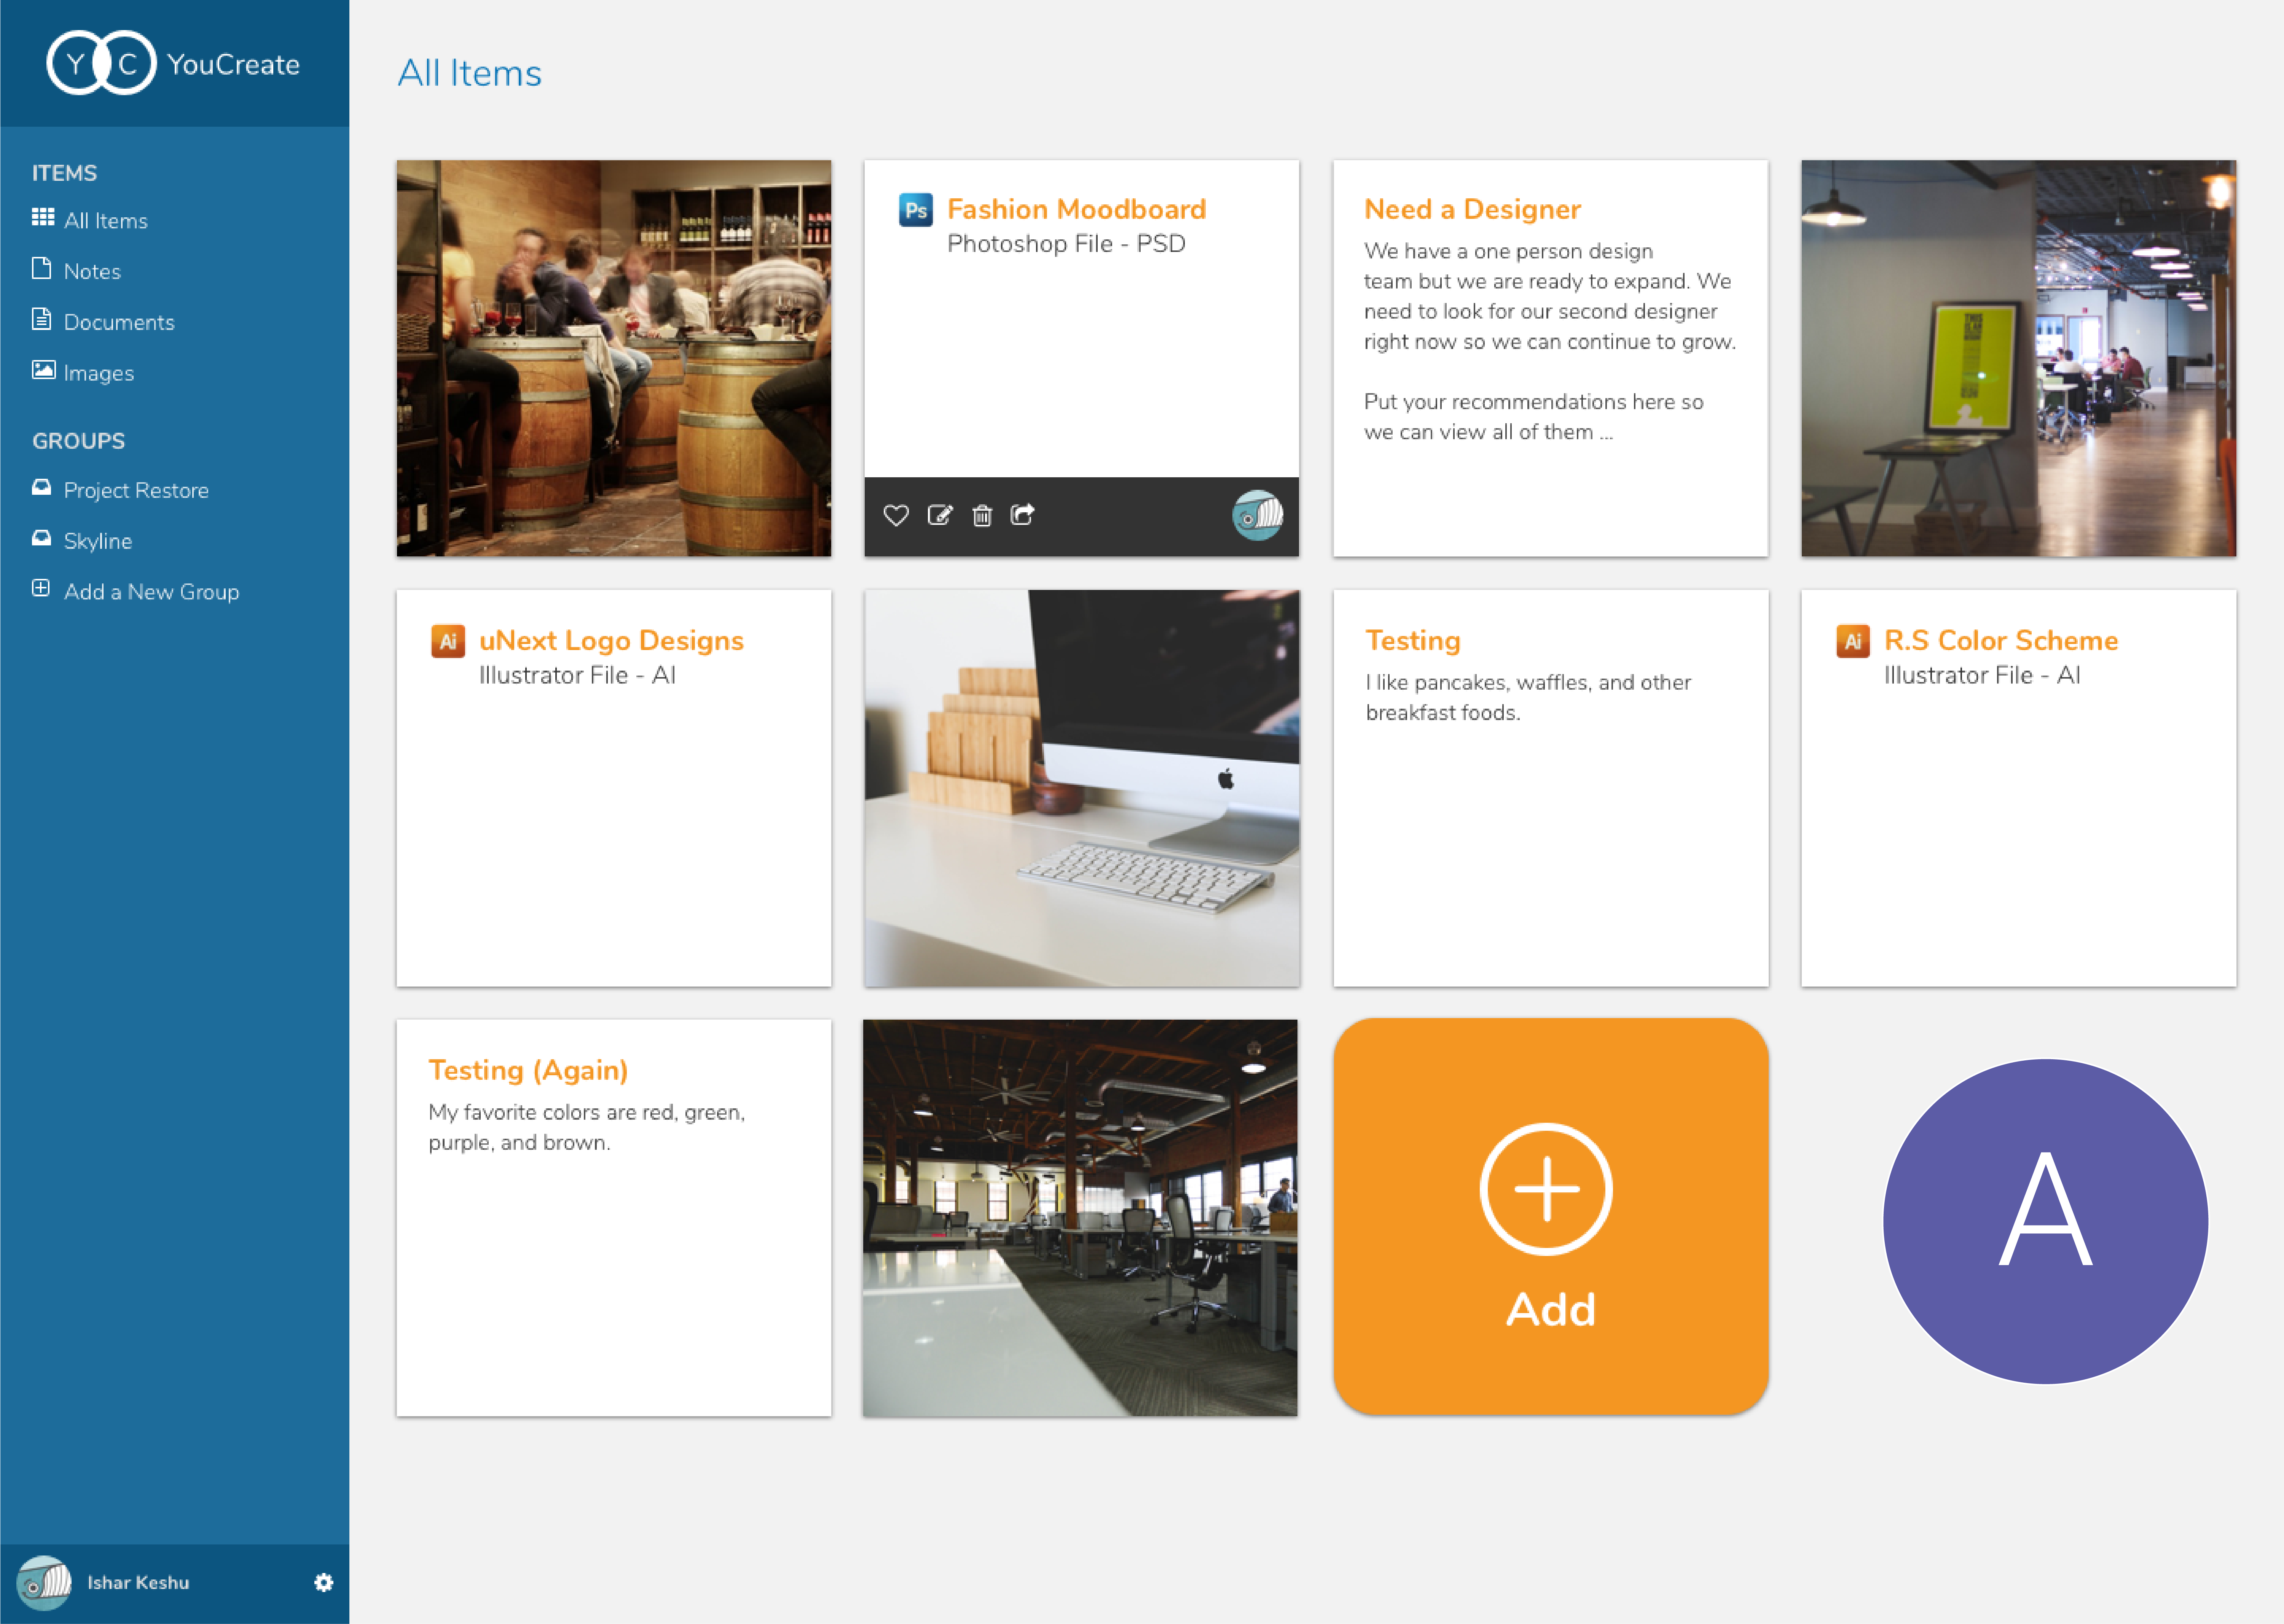 Y C YouCreate
ITEMS
All Items
Notes
Documents
Images
GROUPS
Project Restore
Skyline
Add a New Group
Ishar Keshu
All Items
Ps Fashion Moodboard
Photoshop File - PSD
Need a Designer
We have a one person design
team but we are ready to expand. We
need to look for our second designer
right now so we can continue to grow.
Put your recommendations here so
we can view all of them ...
THIS
IS AN
Ai uNext Logo Designs
Illustrator File - AI
Testing
I like pancakes, waffles, and other
breakfast foods.
Ai R.S Color Scheme
Illustrator File - AI
Testing (Again)
My favorite colors are red, green,
purple, and brown.
Add
A